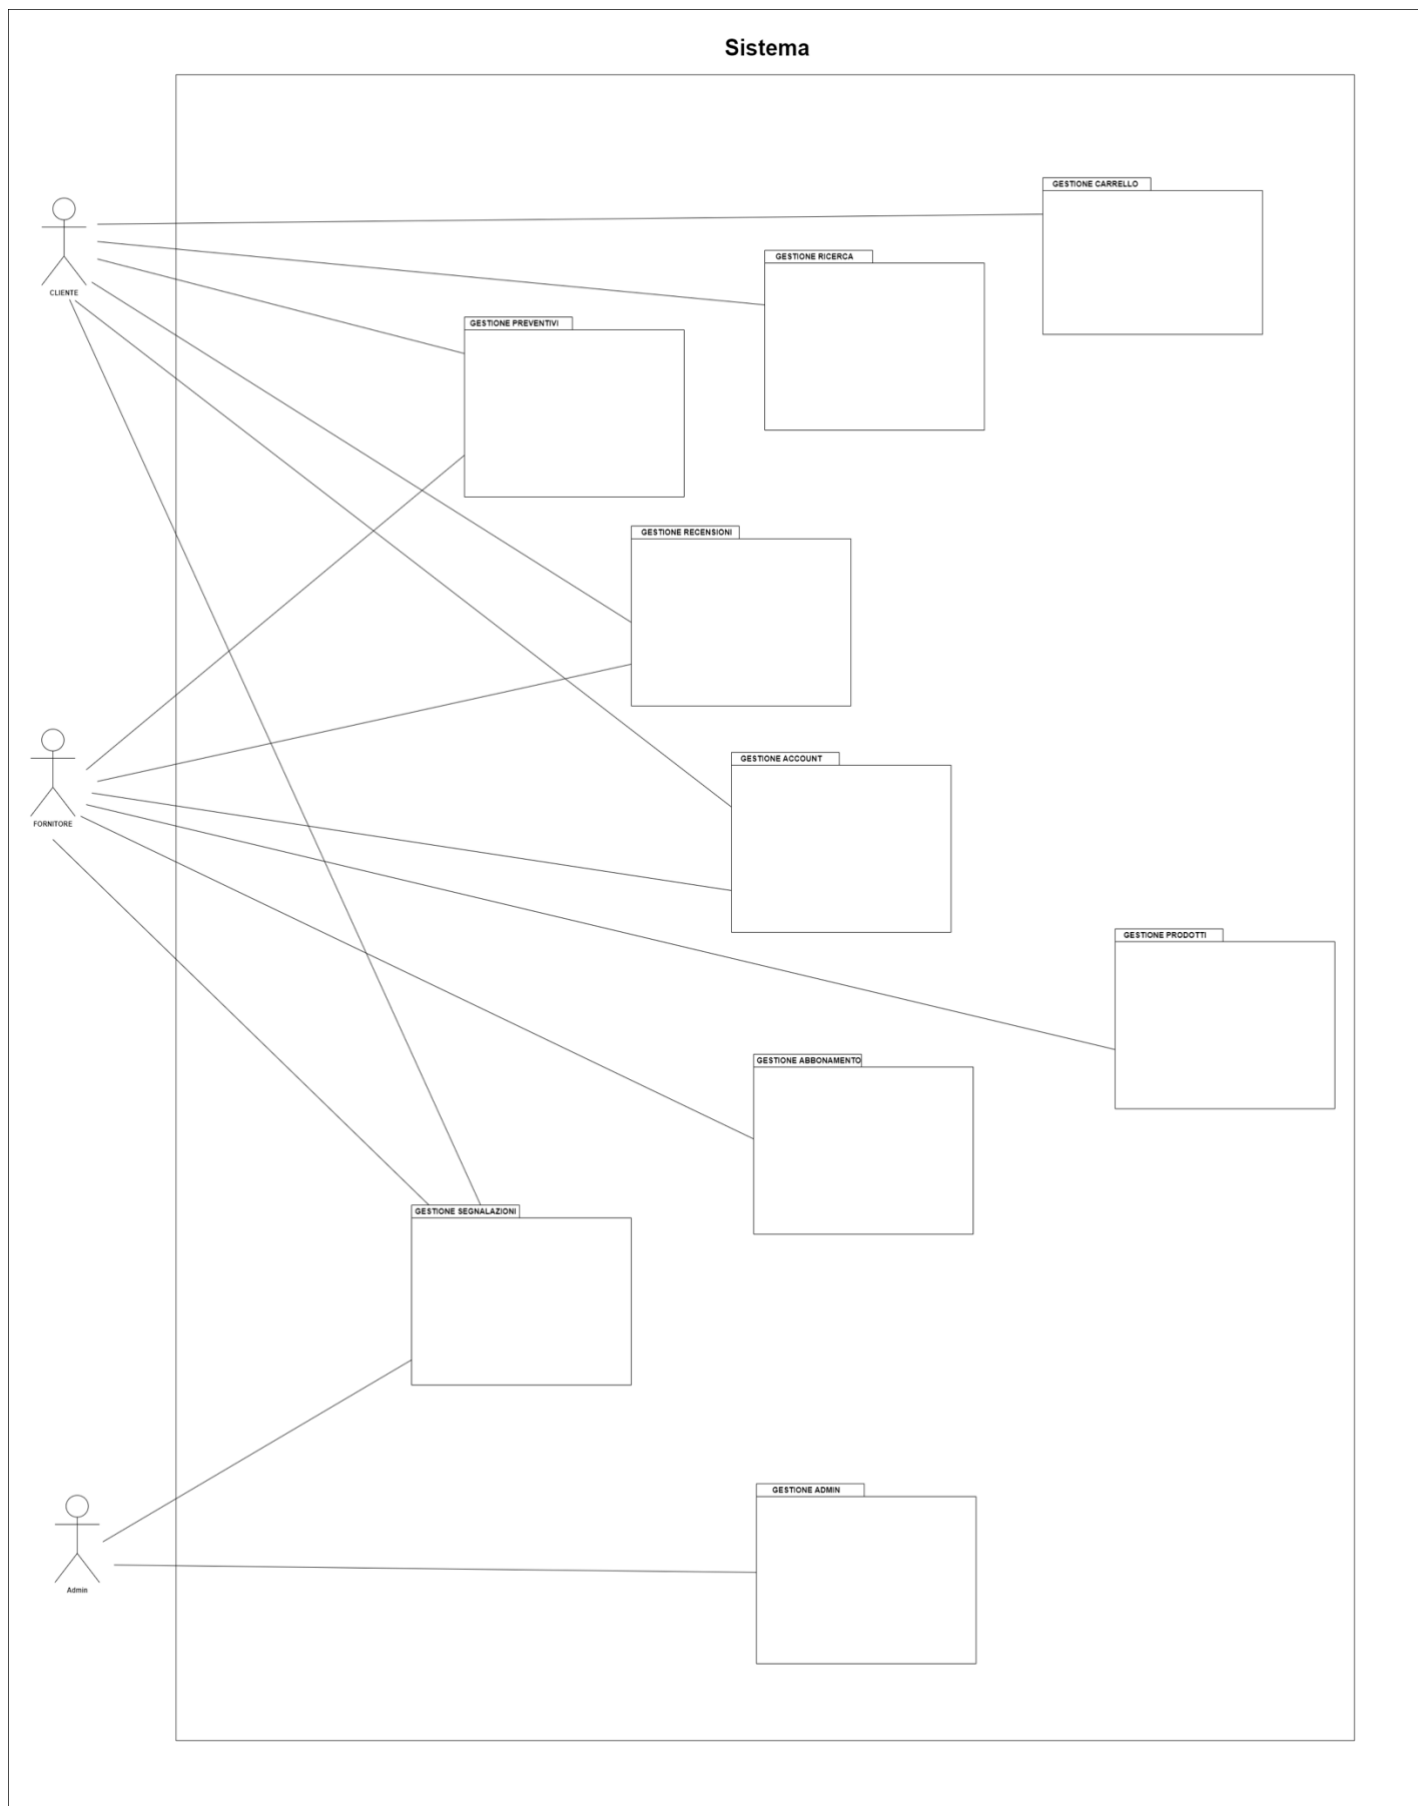 Sistema
GESTIONE CARRELLO
GESTIONE RICERCA
CLIENTE
GESTIONE PREVENTIVI
GESTIONE RECENSIONI
GESTIONE ACCOUNT
FORNITORE
GESTIONE PRODOTTI
GESTIONE ABBONAMENTO
GESTIONE SEGNALAZIONI
GESTIONE ADMIN
Admin